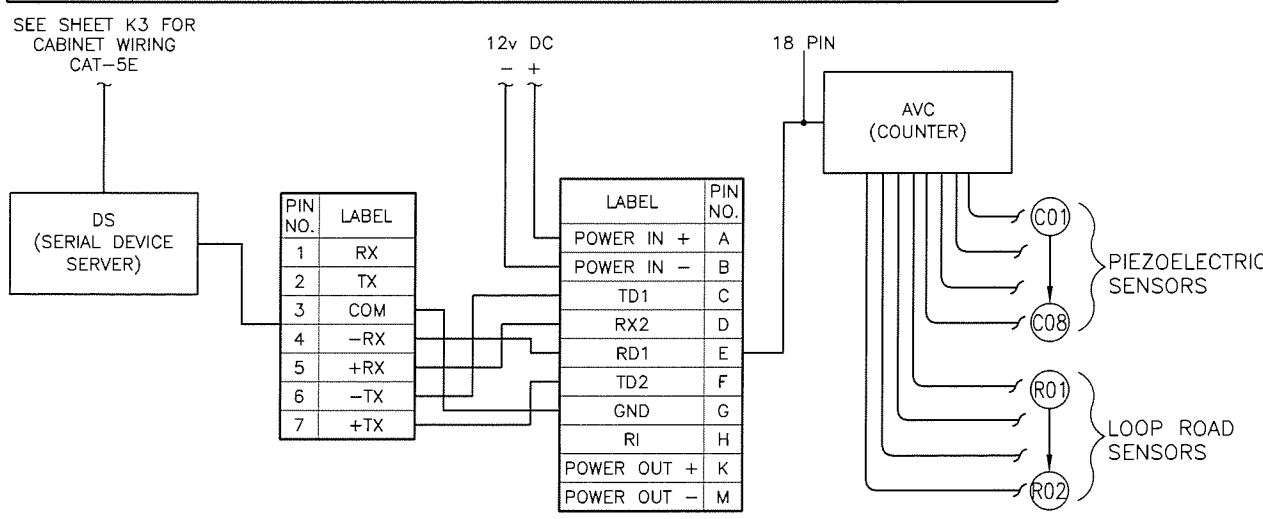 SEE SHEET K3 FOR
CABINET WIRING
CAT-5E
12v DC
- +
18 PIN
AVC
(COUNTER)
DS
(SERIAL DEVICE
SERVER)
PIN NO. LABEL
1 RX
2 TX
3 COM
4 -RX
5 +RX
6 -TX
7 +TX
LABEL PIN NO.
POWER IN + A
POWER IN - B
TD1 C
RX2 D
RD1 E
TD2 F
GND G
RI H
POWER OUT + K
POWER OUT - M
C01
C08
PIEZOELECTRIC
SENSORS
R01
R02
LOOP ROAD
SENSORS